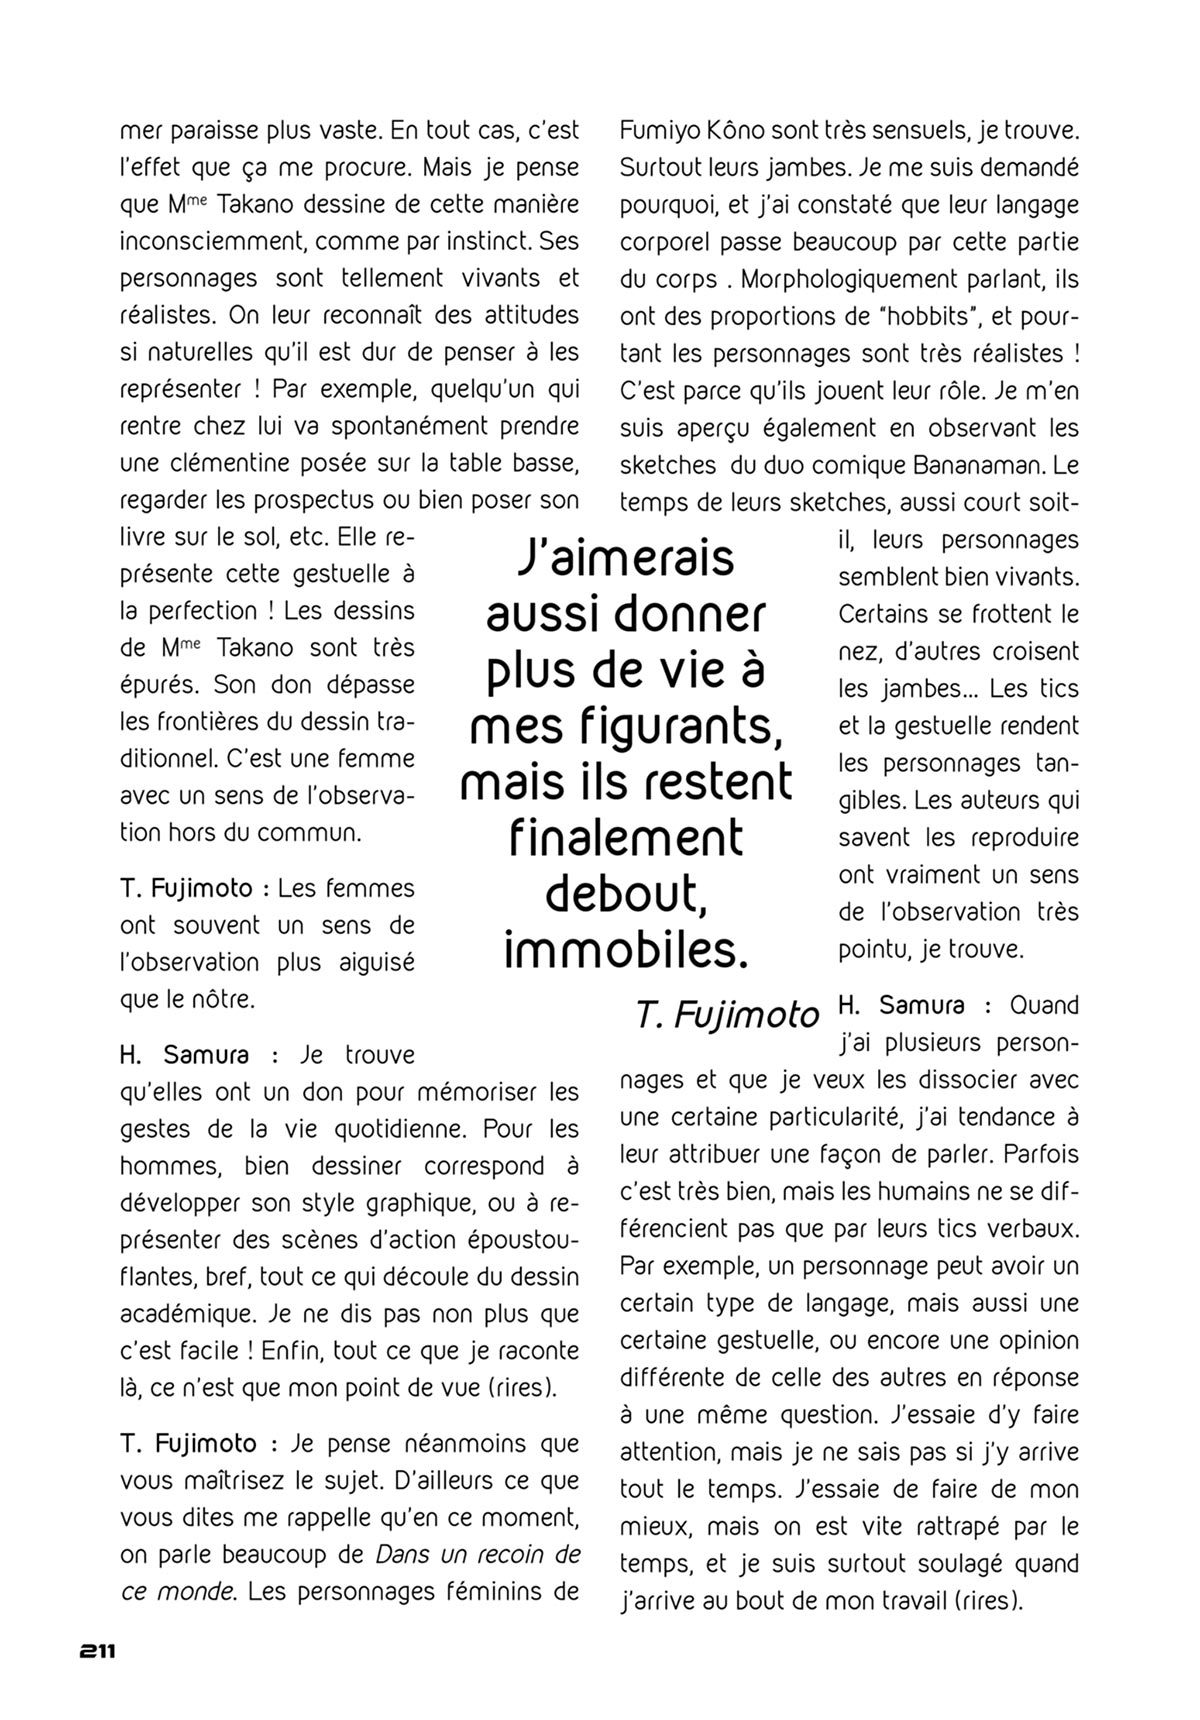 mer paraisse plus vaste. En tout cas, c'est
l'effet que ça me procure. Mais je pense
que Mme Takano dessine de cette manière
inconsciemment, comme par instinct. Ses
personnages sont tellement vivants et
réalistes. On leur reconnaît des attitudes
si naturelles qu'il est dur de penser à les
représenter ! Par exemple, quelqu'un qui
rentre chez lui va spontanément prendre
une clémentine posée sur la table basse,
regarder les prospectus ou bien poser son
livre sur le sol, etc. Elle re-
présente cette gestuelle à
la perfection ! Les dessins
de Mme Takano sont très
épurés. Son don dépasse
les frontières du dessin tra-
ditionnel. C'est une femme
avec un sens de l'observa-
tion hors du commun.
T. Fujimoto : Les femmes
ont souvent un sens de
l'observation plus aiguisé
que le nôtre.
H. Samura : Je trouve
qu'elles ont un don pour mémoriser les
gestes de la vie quotidienne. Pour les
hommes, bien dessiner correspond à
développer son style graphique, ou à re-
présenter des scènes d'action époustou-
flantes, bref, tout ce qui découle du dessin
académique. Je ne dis pas non plus que
c'est facile ! Enfin, tout ce que je raconte
là, ce n'est que mon point de vue (rires).
T. Fujimoto : Je pense néanmoins que
vous maîtrisez le sujet. D'ailleurs ce que
vous dites me rappelle qu'en ce moment,
on parle beaucoup de Dans un recoin de
ce monde. Les personnages féminins de
J'aimerais
aussi donner
plus de vie à
mes figurants,
mais ils restent
finalement
debout,
immobiles.
T. Fujimoto
Fumiyo Kôno sont très sensuels, je trouve.
Surtout leurs jambes. Je me suis demandé
pourquoi, et j'ai constaté que leur langage
corporel passe beaucoup par cette partie
du corps . Morphologiquement parlant, ils
ont des proportions de "hobbits", et pour-
tant les personnages sont très réalistes !
C'est parce qu'ils jouent leur rôle. Je m'en
suis aperçu également en observant les
sketches du duo comique Bananaman. Le
temps de leurs sketches, aussi court soit-
il, leurs personnages
semblent bien vivants.
Certains se frottent le
nez, d'autres croisent
les jambes... Les tics
et la gestuelle rendent
les personnages tan-
gibles. Les auteurs qui
savent les reproduire
ont vraiment un sens
de l'observation très
pointu, je trouve.
H. Samura : Quand
j'ai plusieurs person-
nages et que je veux les dissocier avec
une certaine particularité, j'ai tendance à
leur attribuer une façon de parler. Parfois
c'est très bien, mais les humains ne se dif-
férencient pas que par leurs tics verbaux.
Par exemple, un personnage peut avoir un
certain type de langage, mais aussi une
certaine gestuelle, ou encore une opinion
différente de celle des autres en réponse
à une même question. J'essaie d'y faire
attention, mais je ne sais pas si j'y arrive
tout le temps. J'essaie de faire de mon
mieux, mais on est vite rattrapé par le
temps, et je suis surtout soulagé quand
j'arrive au bout de mon travail (rires).
211